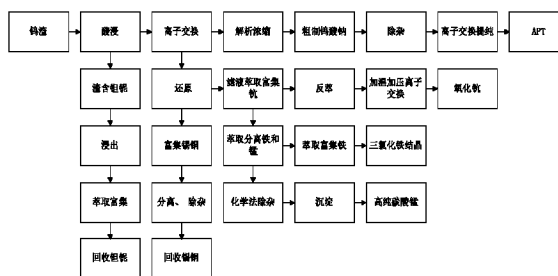 钨渣
酸浸
离子交换
解析浓缩
粗制钨酸钠
除杂
离子交换提纯
APT
渣含钽铌
还原
滤液萃取富集
钪
反萃
加温加压离子
交换
氧化钪
浸出
富集锡铜
萃取分离铁和
锰
萃取富集铁
三氯化铁结晶
萃取富集
分离、除杂
化学法除杂
沉淀
高纯碳酸锰
回收钽铌
回收锡铜